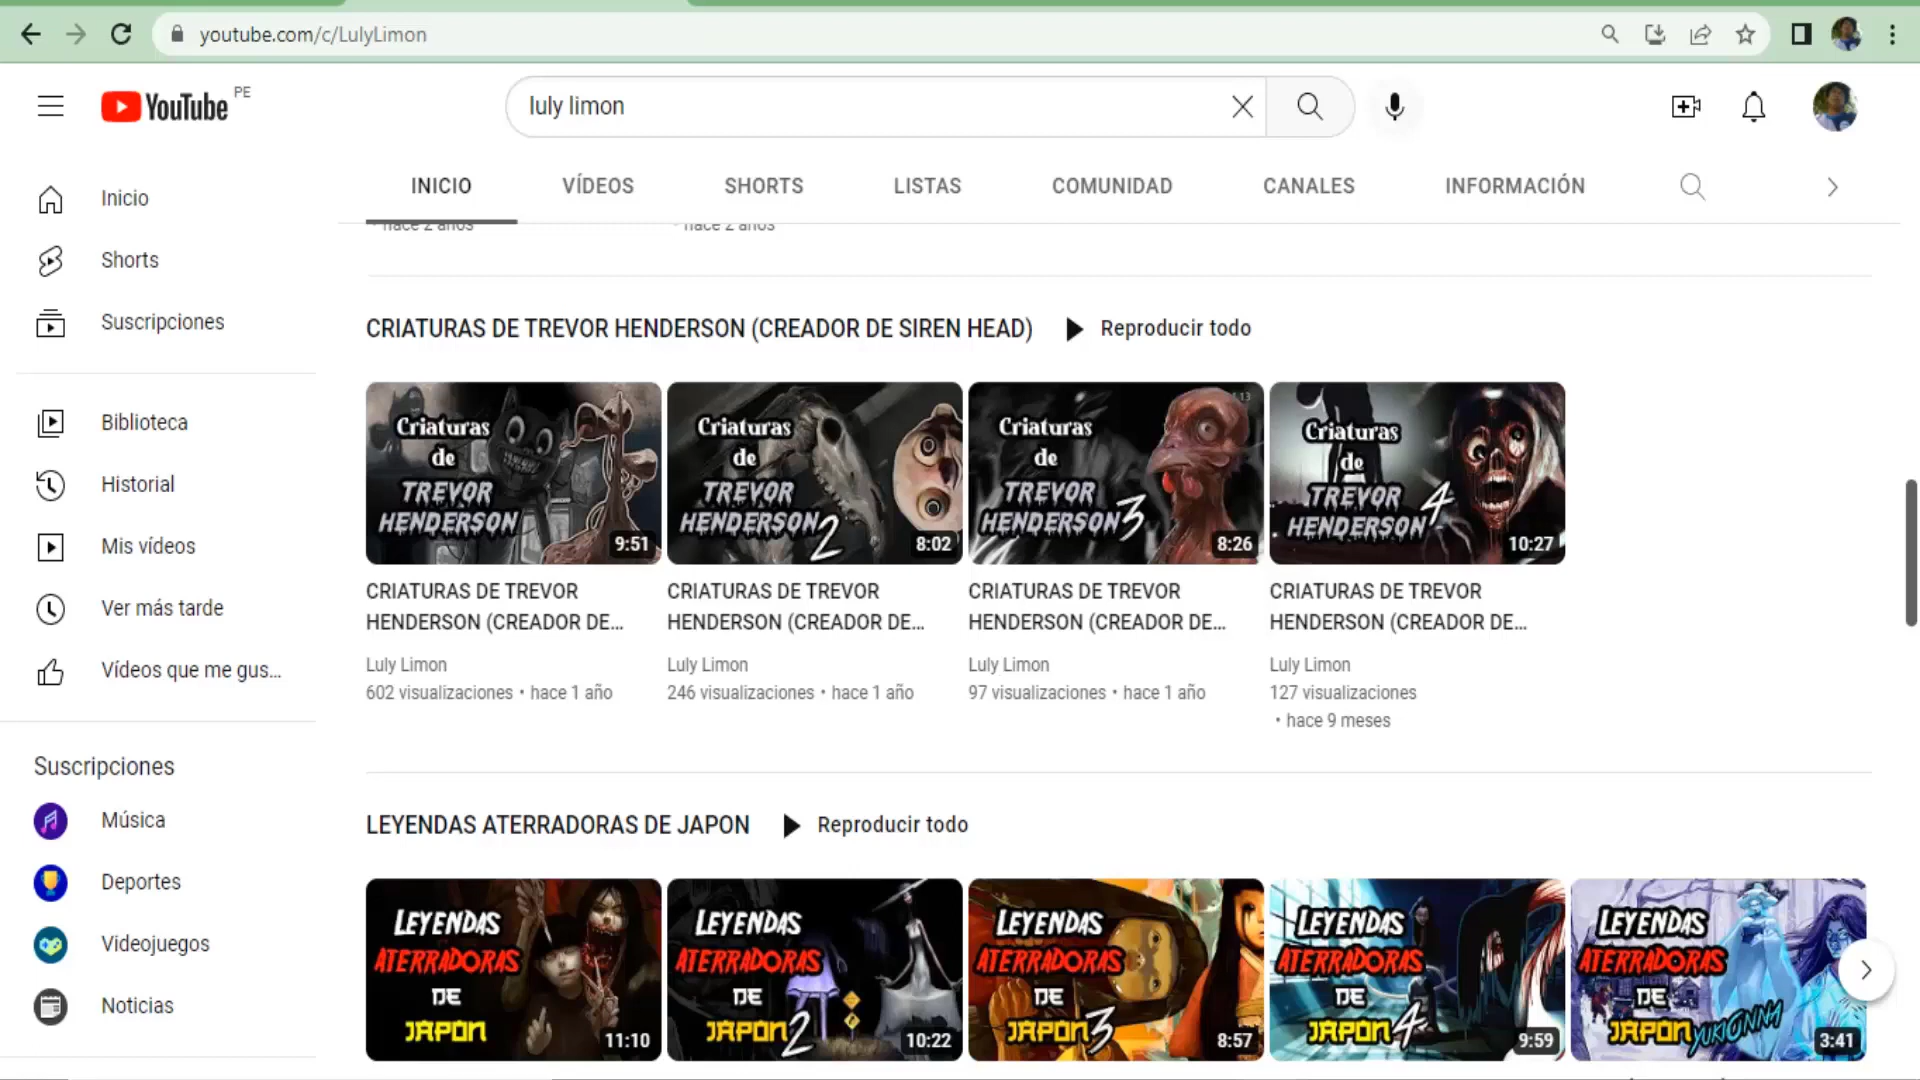 youtube.com/c/LulyLimon
YouTube PE
luly limon
INICIO
VÍDEOS
SHORTS
LISTAS
COMUNIDAD
CANALES
INFORMACIÓN
Inicio
Shorts
Suscripciones
Biblioteca
Historial
Mis vídeos
Ver más tarde
Vídeos que me gus...
Suscripciones
Música
Deportes
Videojuegos
Noticias
hace 2 años
hace 2 años
CRIATURAS DE TREVOR HENDERSON (CREADOR DE SIREN HEAD)
Reproducir todo
Criaturas
de
TREVOR
HENDERSON
9:51
Criaturas
de
TREVOR
HENDERSON 2
8:02
Criaturas
de
TREVOR
HENDERSON 3
8:26
Criaturas
de
TREVOR
HENDERSON 4
10:27
CRIATURAS DE TREVOR
HENDERSON (CREADOR DE...
Luly Limon
602 visualizaciones • hace 1 año
CRIATURAS DE TREVOR
HENDERSON (CREADOR DE...
Luly Limon
246 visualizaciones • hace 1 año
CRIATURAS DE TREVOR
HENDERSON (CREADOR DE...
Luly Limon
97 visualizaciones • hace 1 año
CRIATURAS DE TREVOR
HENDERSON (CREADOR DE...
Luly Limon
127 visualizaciones
• hace 9 meses
LEYENDAS ATERRADORAS DE JAPON
Reproducir todo
LEYENDAS
ATERRADORAS
DE
JAPON
11:10
LEYENDAS
ATERRADORAS
DE
JAPON 2
10:22
LEYENDAS
ATERRADORAS
DE
JAPON 3
8:57
LEYENDAS
ATERRADORAS
DE
JAPON 4
9:59
LEYENDAS
ATERRADORAS
DE
JAPON YUKIONNA
3:41